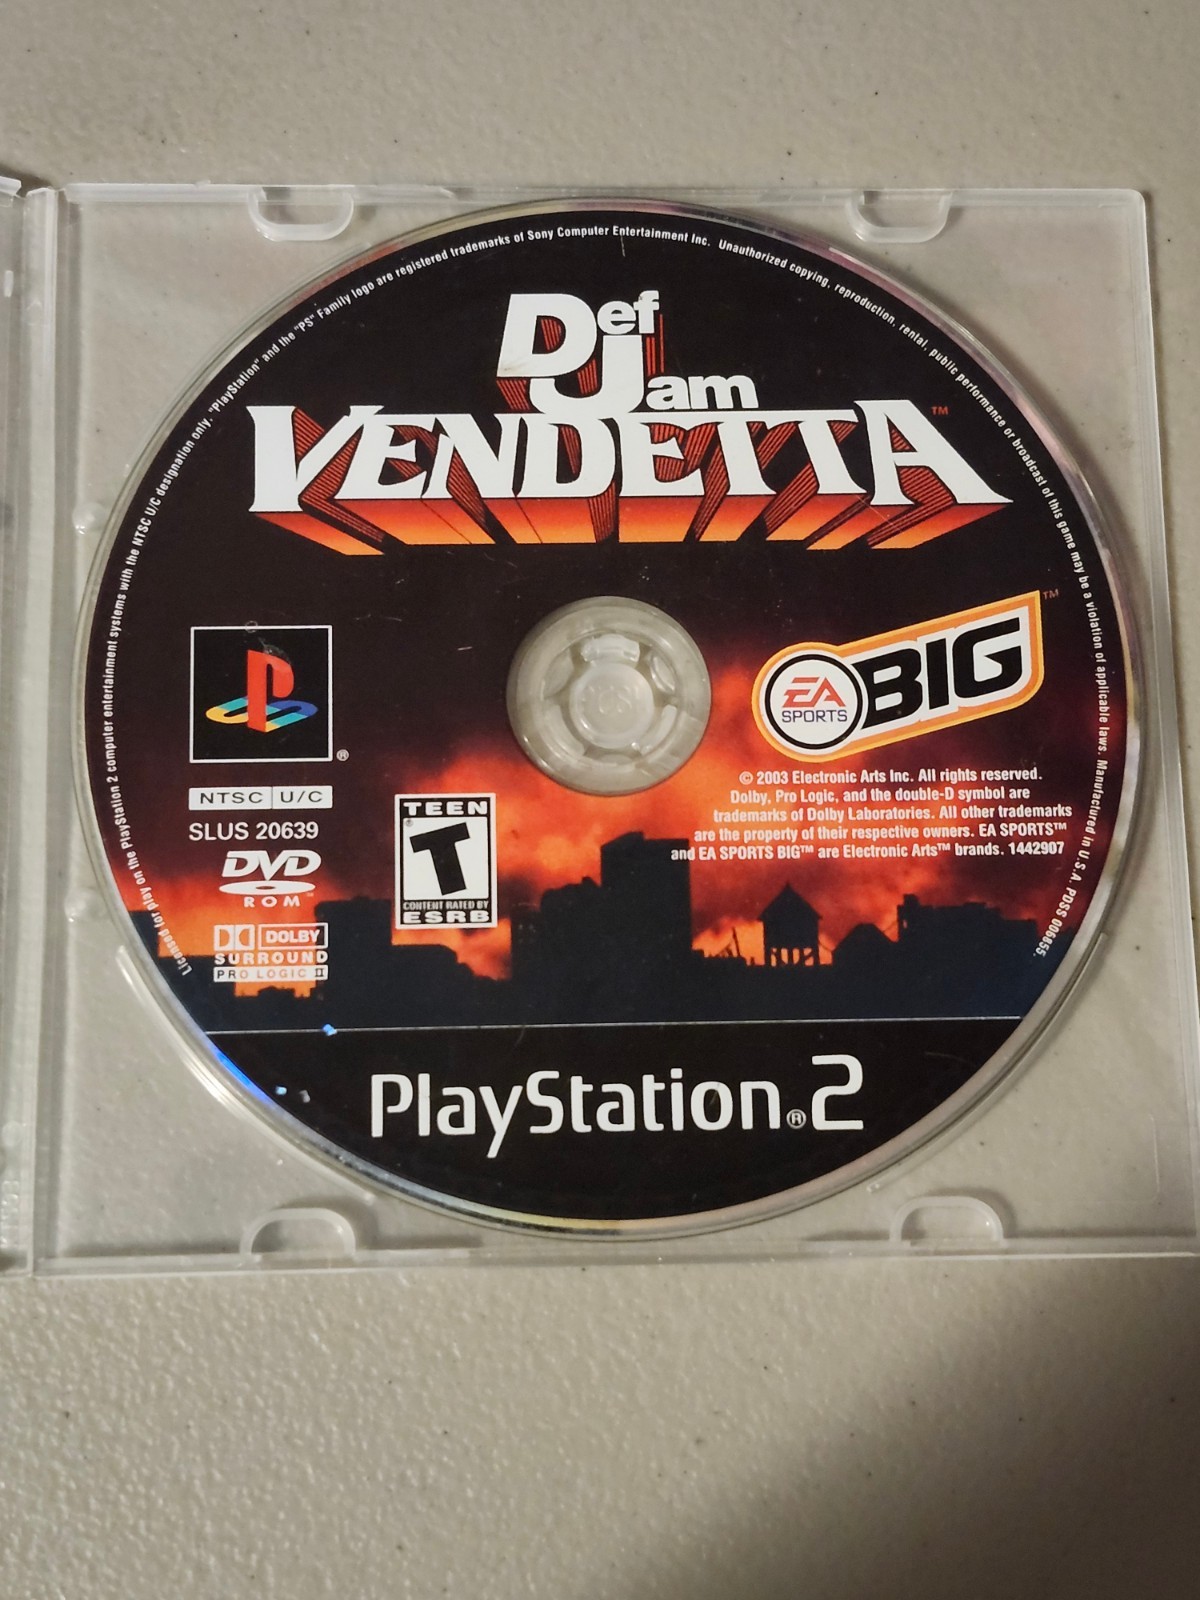 Licensed for play on the PlayStation 2 computer entertainment systems with the NTSC U/C designation only. "PlayStation" and the "PS" Family logo are registered trademarks of Sony Computer Entertainment Inc. Unauthorized copying, reproduction, rental, public performance or broadcast of this game may be a violation of applicable laws. Manufactured in U.S.A. PDSS 006855.
Def
Jam
VENDETTA™
EA
SPORTS
BIG™
®
NTSC U/C
SLUS 20639
DVD
ROM
DOLBY
SURROUND
PRO LOGIC II
TEEN
T
CONTENT RATED BY
ESRB
© 2003 Electronic Arts Inc. All rights reserved.
Dolby, Pro Logic, and the double-D symbol are
trademarks of Dolby Laboratories. All other trademarks
are the property of their respective owners. EA SPORTS™
and EA SPORTS BIG™ are Electronic Arts™ brands. 1442907
PlayStation®2